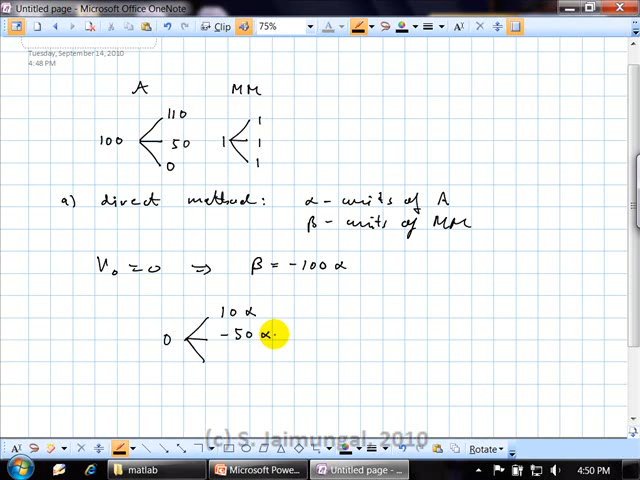 Untitled page - Microsoft Office OneNote
Clip 75%
Tuesday, September 14, 2010
4:48 PM
A MM
110 1
100 50 1 1
0 1
a) direct method: α - units of A
β - units of MM
V₀ = 0 ⇒ β = -100 α
10 α
0 -50 α
(c) S. Jaimungal, 2010
Rotate
matlab Microsoft Powe... Untitled page - Micr... 4:50 PM